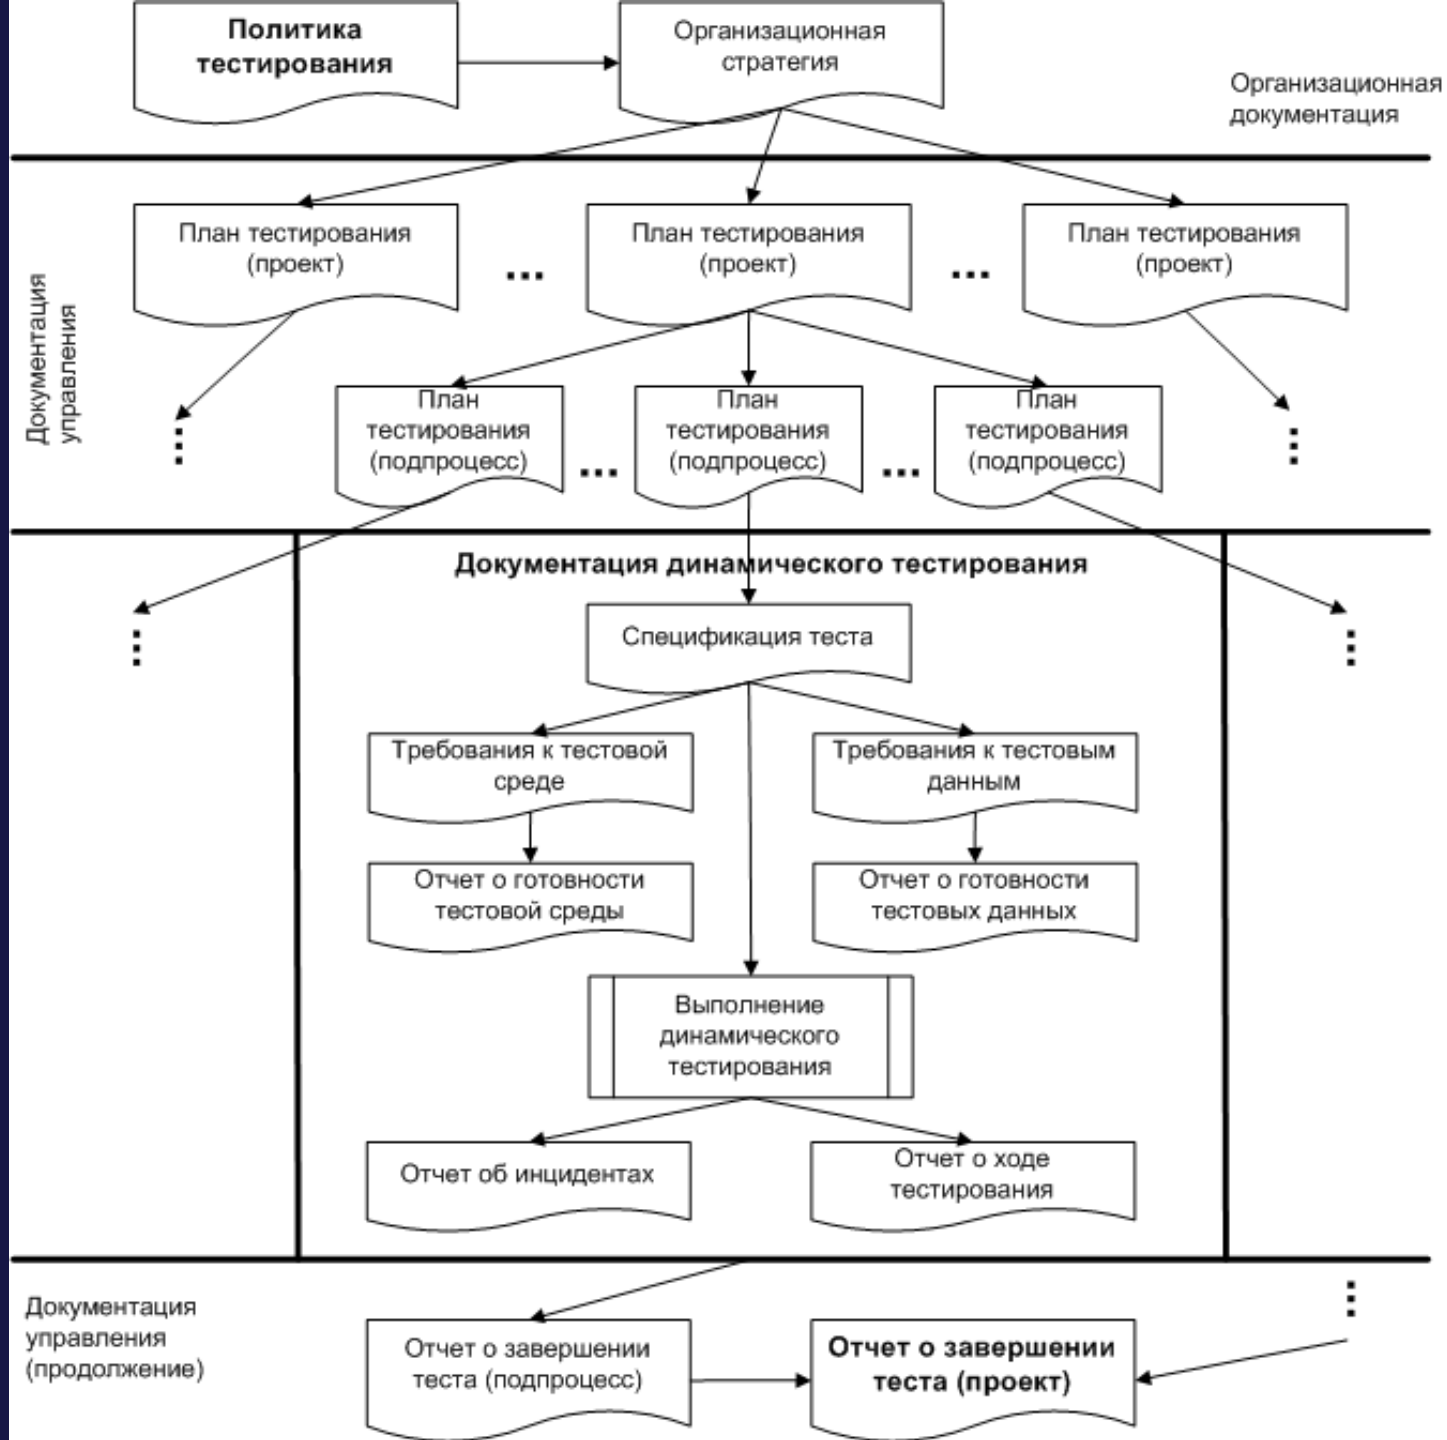 Политика
тестирования
Организационная
стратегия
Организационная
документация
План тестирования
(проект)
...
План тестирования
(проект)
...
План тестирования
(проект)
Документация
управления
План
тестирования
(подпроцесс)
...
План
тестирования
(подпроцесс)
...
План
тестирования
(подпроцесс)
Документация динамического тестирования
Спецификация теста
Требования к тестовой
среде
Требования к тестовым
данным
Отчет о готовности
тестовой среды
Отчет о готовности
тестовых данных
Выполнение
динамического
тестирования
Отчет об инцидентах
Отчет о ходе
тестирования
Документация
управления
(продолжение)
Отчет о завершении
теста (подпроцесс)
Отчет о завершении
теста (проект)